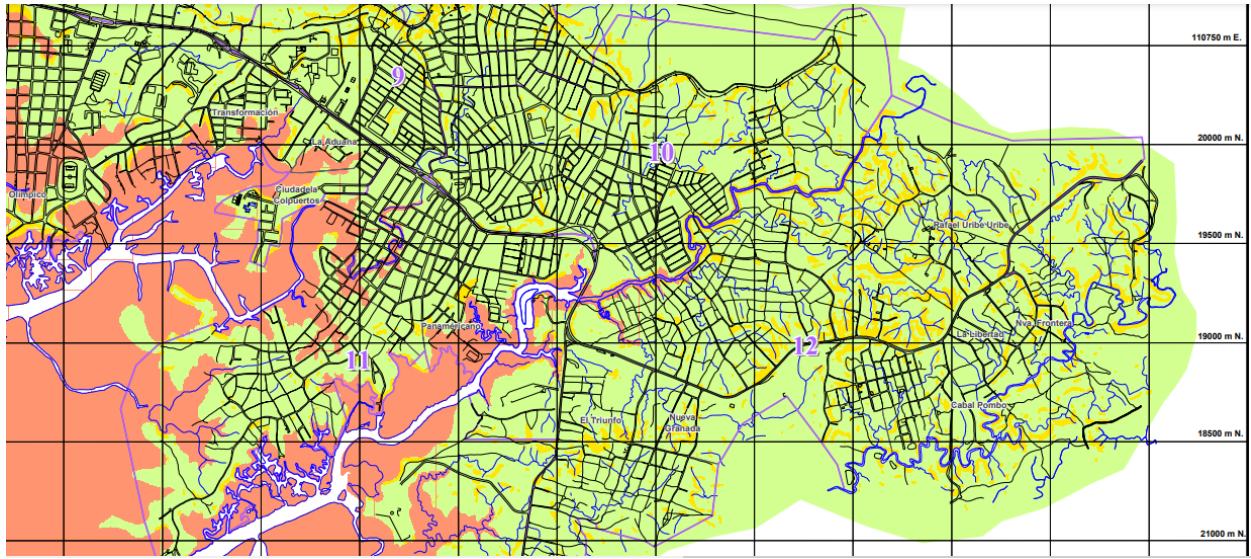 110750 m E.
9
Transformación
La Aduana
20000 m N.
10
Olimpico
Ciudadela
Colpuertos
Rafael Uribe Uribe
19500 m N.
Panamericano
Nva. Frontera
La Libertad
19000 m N.
11
12
Cabal Pombo
El Triunfo
Nueva
Granada
18500 m N.
21000 m N.